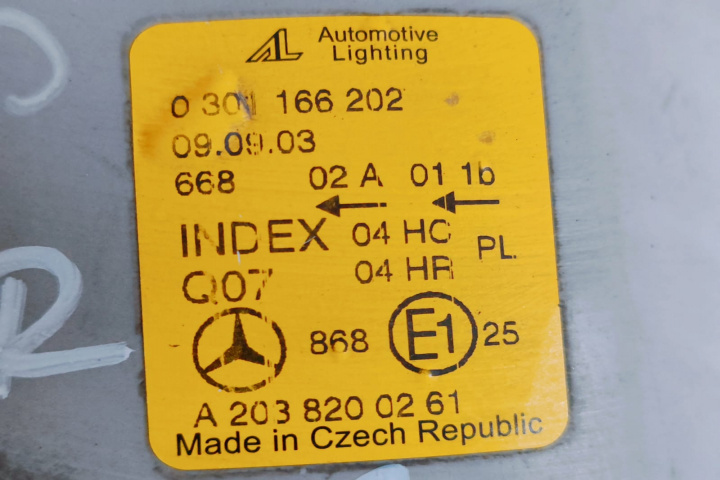 AL Automotive
Lighting
0 301 166 202
09.09.03
668 02 A 01 1b
INDEX 04 HC PL
Q07 04 HR
868 E1 25
A 203 820 02 61
Made in Czech Republic
R